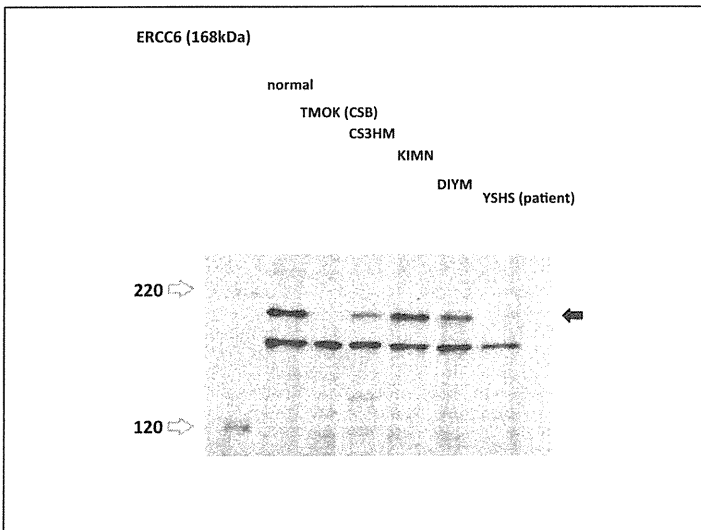 ERCC6 (168kDa)
normal
TMOK (CSB)
CS3HM
KIMN
DIYM
YSHS (patient)
220
120